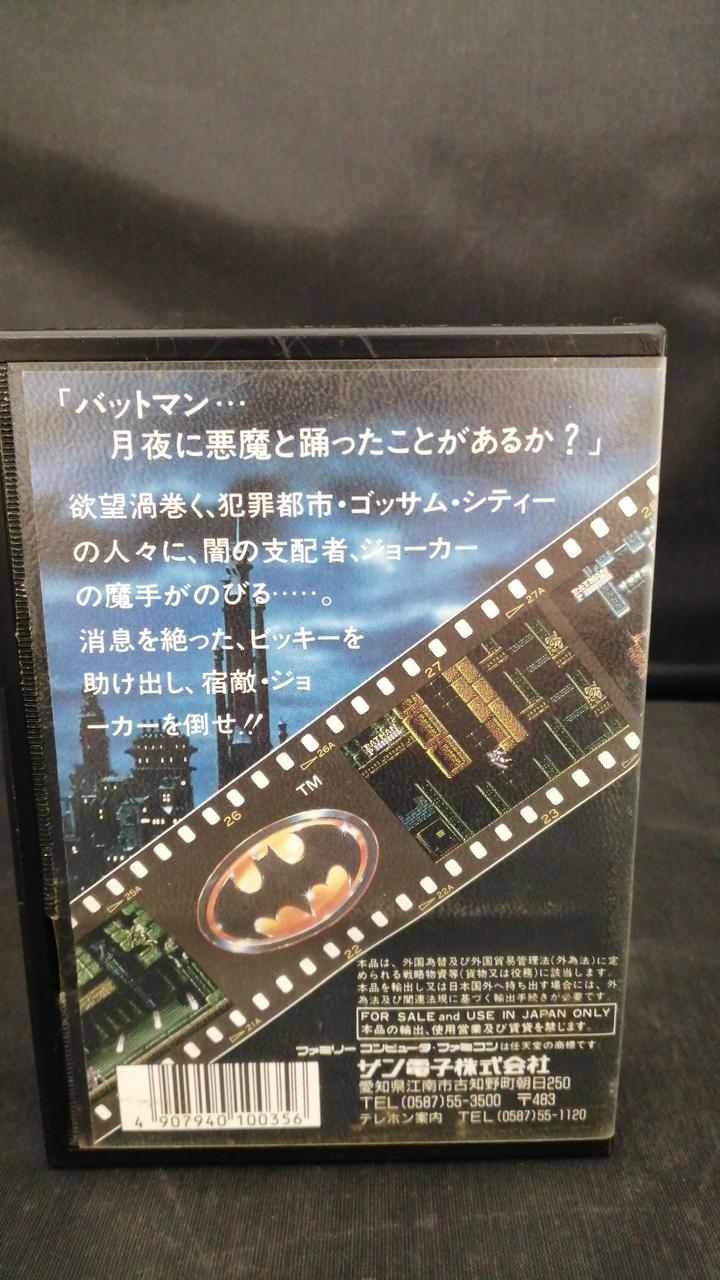 「バットマン…
月夜に悪魔と踊ったことがあるか？」
欲望渦巻く、犯罪都市・ゴッサム・シティー
の人々に、闇の支配者、ジョーカー
の魔手がのびる‥‥‥。
消息を絶った、ビッキーを
助け出し、宿敵・ジョ
ーカーを倒せ!!
28
27A
27
26A
26
25A
TM
BATMAN
BATMAN
23
22A
22
21A
本品は、外国為替及び外国貿易管理法(外為法)に定
められる戦略物資等(貨物又は役務)に該当します。
本品を輸出し又は日本国外へ持ち出す場合には、外
為法及び関連法規に基づく輸出手続きが必要です
FOR SALE and USE IN JAPAN ONLY
本品の輸出、使用営業及び賃貸を禁じます。
ファミリー コンピュータ・ファミコンは任天堂の商標です
サン電子株式会社
愛知県江南市古知野町朝日250
TEL(0587)55-3500 〒483
テレホン案内 TEL(0587)55-1120
4 907940 100356